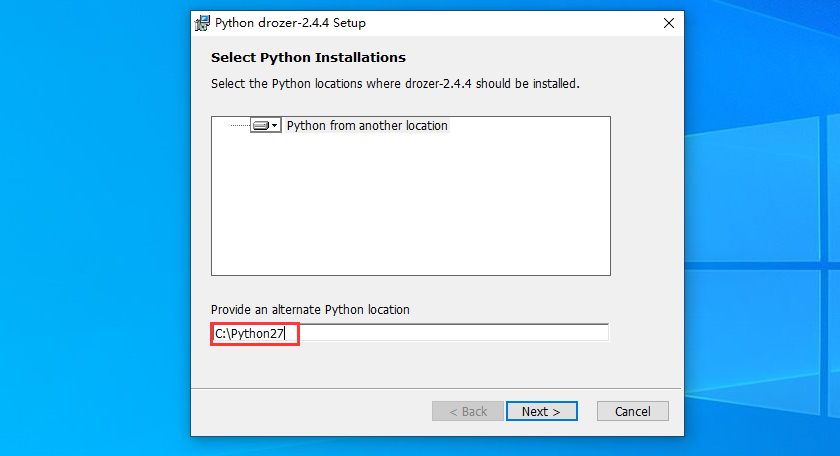 Python drozer-2.4.4 Setup
Select Python Installations
Select the Python locations where drozer-2.4.4 should be installed.
Python from another location
Provide an alternate Python location
C:\Python27
< Back
Next >
Cancel